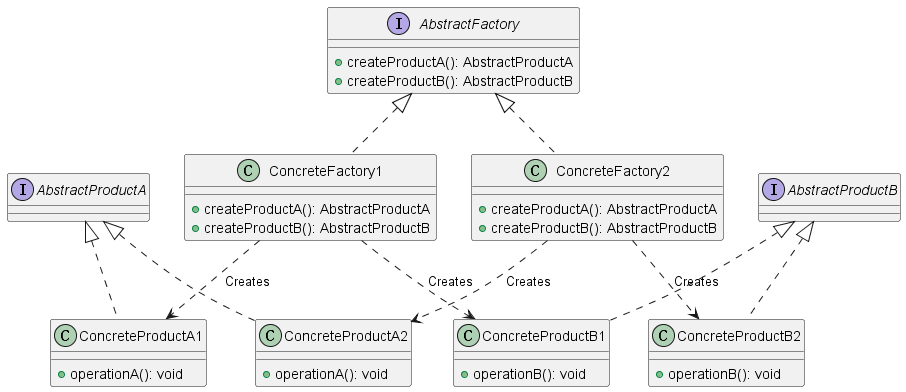 I AbstractFactory
createProductA(): AbstractProductA
createProductB(): AbstractProductB
I AbstractProductA
C ConcreteFactory1
createProductA(): AbstractProductA
createProductB(): AbstractProductB
C ConcreteFactory2
createProductA(): AbstractProductA
createProductB(): AbstractProductB
I AbstractProductB
Creates
Creates
Creates
Creates
C ConcreteProductA1
operationA(): void
C ConcreteProductA2
operationA(): void
C ConcreteProductB1
operationB(): void
C ConcreteProductB2
operationB(): void